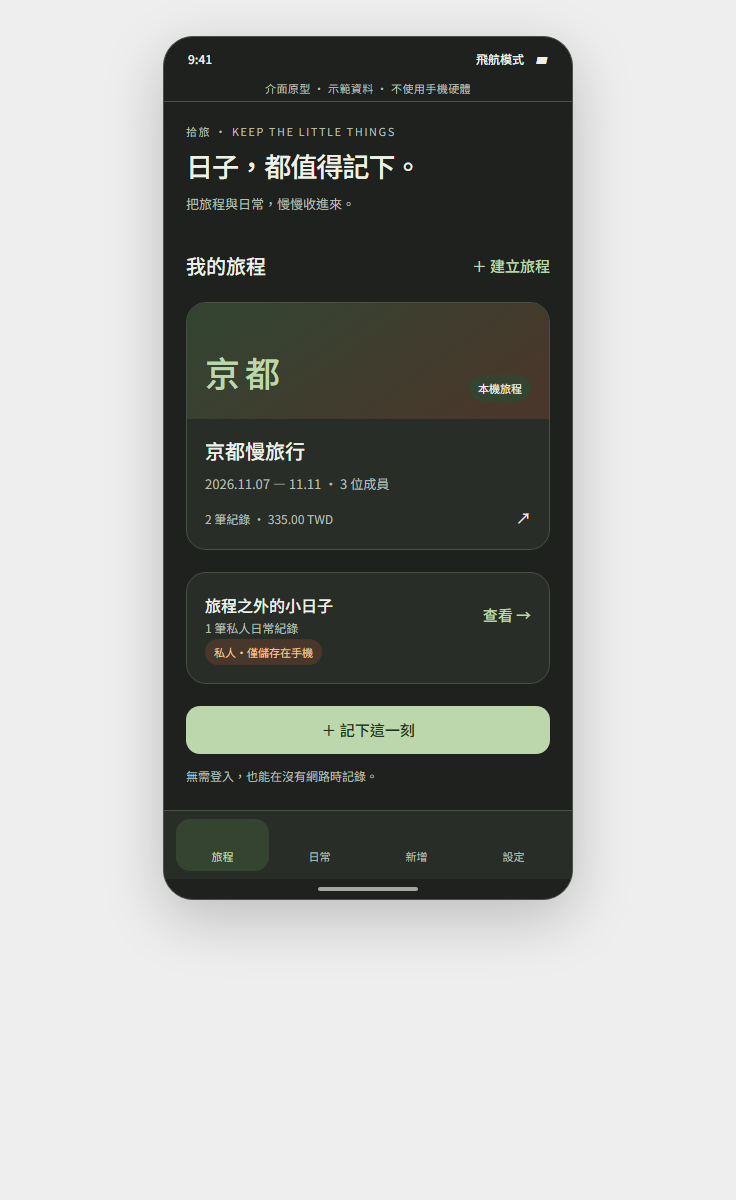 9:41 飛航模式
介面原型 · 示範資料 · 不使用手機硬體
拾旅 · KEEP THE LITTLE THINGS
日子，都值得記下。
把旅程與日常，慢慢收進來。
我的旅程 ＋ 建立旅程
京都
本機旅程
京都慢旅行
2026.11.07 — 11.11 · 3 位成員
2 筆紀錄 · 335.00 TWD ↗
旅程之外的小日子
查看 →
1 筆私人日常紀錄
私人·僅儲存在手機
＋ 記下這一刻
無需登入，也能在沒有網路時記錄。
旅程 日常 新增 設定